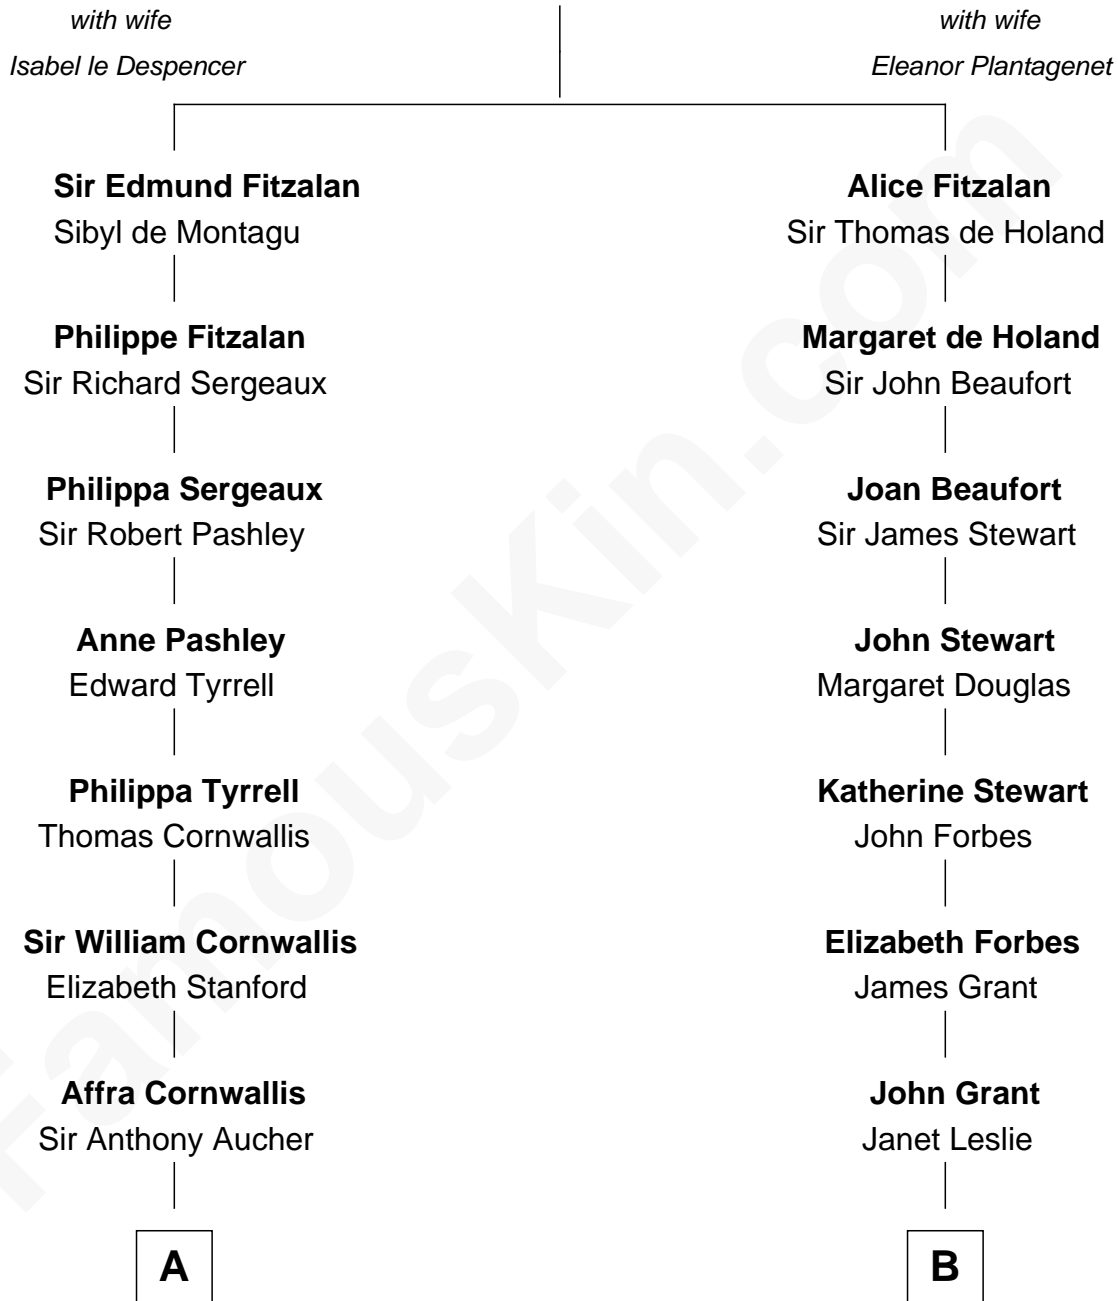 with wife
Isabel le Despencer
with wife
Eleanor Plantagenet
Sir Edmund Fitzalan
Sibyl de Montagu
Alice Fitzalan
Sir Thomas de Holand
Philippe Fitzalan
Sir Richard Sergeaux
Margaret de Holand
Sir John Beaufort
Philippa Sergeaux
Sir Robert Pashley
Joan Beaufort
Sir James Stewart
Anne Pashley
Edward Tyrrell
John Stewart
Margaret Douglas
Philippa Tyrrell
Thomas Cornwallis
Katherine Stewart
John Forbes
Sir William Cornwallis
Elizabeth Stanford
Elizabeth Forbes
James Grant
Affra Cornwallis
Sir Anthony Aucher
John Grant
Janet Leslie
A
B
FamousKin.com